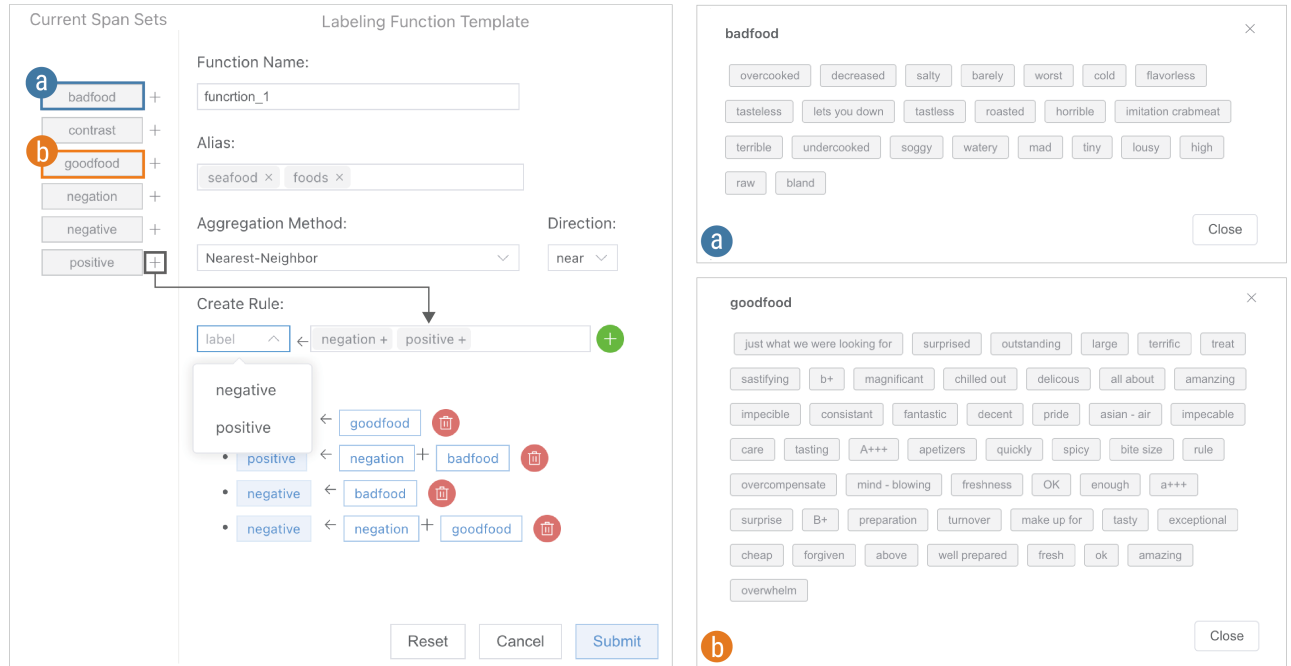 Current Span Sets
a
badfood +
contrast +
b
goodfood +
negation +
negative +
positive +
Labeling Function Template
Function Name:
funcrtion_1
Alias:
seafood × foods ×
Aggregation Method: Direction:
Nearest-Neighbor near
Create Rule:
label ← negation + positive + +
negative
positive
← goodfood
• positive ← negation + badfood
• negative ← badfood
• negative ← negation + goodfood
Reset Cancel Submit
badfood ×
overcooked decreased salty barely worst cold flavorless
tasteless lets you down tastless roasted horrible imitation crabmeat
terrible undercooked soggy watery mad tiny lousy high
raw bland
a
Close
goodfood ×
just what we were looking for surprised outstanding large terrific treat
sastifying b+ magnificant chilled out delicous all about amanzing
impecible consistant fantastic decent pride asian - air impecable
care tasting A+++ apetizers quickly spicy bite size rule
overcompensate mind - blowing freshness OK enough a+++
surprise B+ preparation turnover make up for tasty exceptional
cheap forgiven above well prepared fresh ok amazing
overwhelm
b
Close